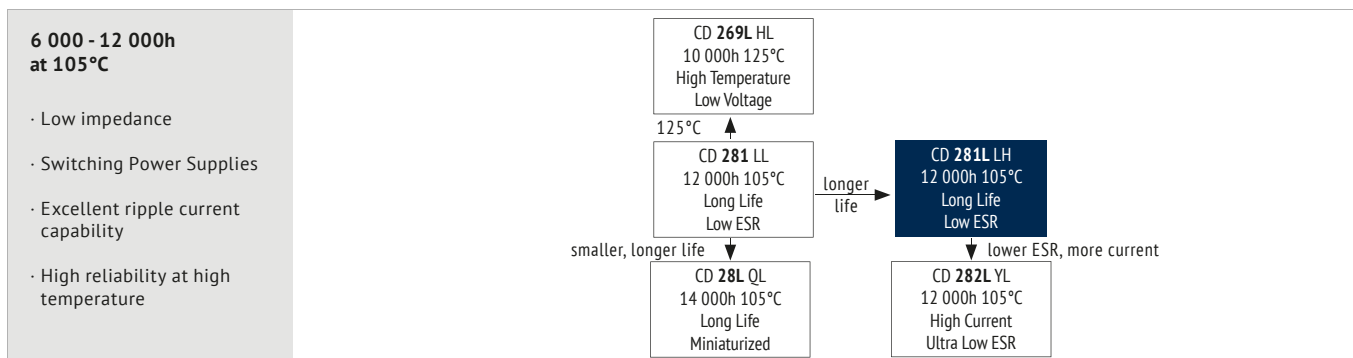 6 000 - 12 000h
at 105°C
· Low impedance
· Switching Power Supplies
· Excellent ripple current
capability
· High reliability at high
temperature
CD 269L HL
10 000h 125°C
High Temperature
Low Voltage
125°C
CD 281 LL
12 000h 105°C
Long Life
Low ESR
longer
life
CD 281L LH
12 000h 105°C
Long Life
Low ESR
smaller, longer life
lower ESR, more current
CD 28L QL
14 000h 105°C
Long Life
Miniaturized
CD 282L YL
12 000h 105°C
High Current
Ultra Low ESR